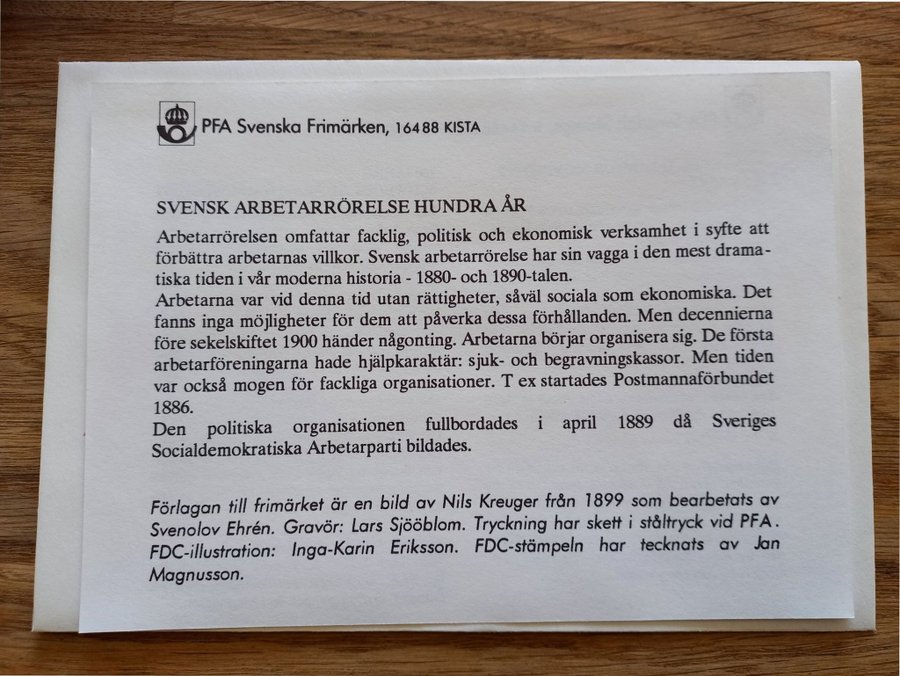 PFA Svenska Frimärken, 164 88 KISTA
SVENSK ARBETARRÖRELSE HUNDRA ÅR
Arbetarrörelsen omfattar facklig, politisk och ekonomisk verksamhet i syfte att
förbättra arbetarnas villkor. Svensk arbetarrörelse har sin vagga i den mest drama-
tiska tiden i vår moderna historia - 1880- och 1890-talen.
Arbetarna var vid denna tid utan rättigheter, såväl sociala som ekonomiska. Det
fanns inga möjligheter för dem att påverka dessa förhållanden. Men decennierna
före sekelskiftet 1900 händer någonting. Arbetarna börjar organisera sig. De första
arbetarföreningarna hade hjälpkaraktär: sjuk- och begravningskassor. Men tiden
var också mogen för fackliga organisationer. T ex startades Postmannaförbundet
1886.
Den politiska organisationen fullbordades i april 1889 då Sveriges
Socialdemokratiska Arbetarparti bildades.
Förlagan till frimärket är en bild av Nils Kreuger från 1899 som bearbetats av
Svenolov Ehrén. Gravör: Lars Sjööblom. Tryckning har skett i ståltryck vid PFA.
FDC-illustration: Inga-Karin Eriksson. FDC-stämpeln har tecknats av Jan
Magnusson.